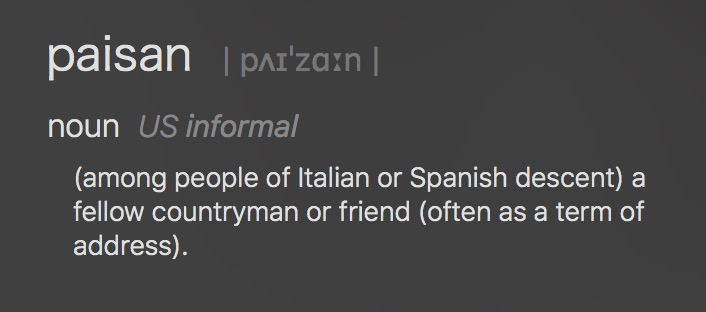 paisan | pʌɪˈzɑːn |
noun US informal
(among people of Italian or Spanish descent) a
fellow countryman or friend (often as a term of
address).